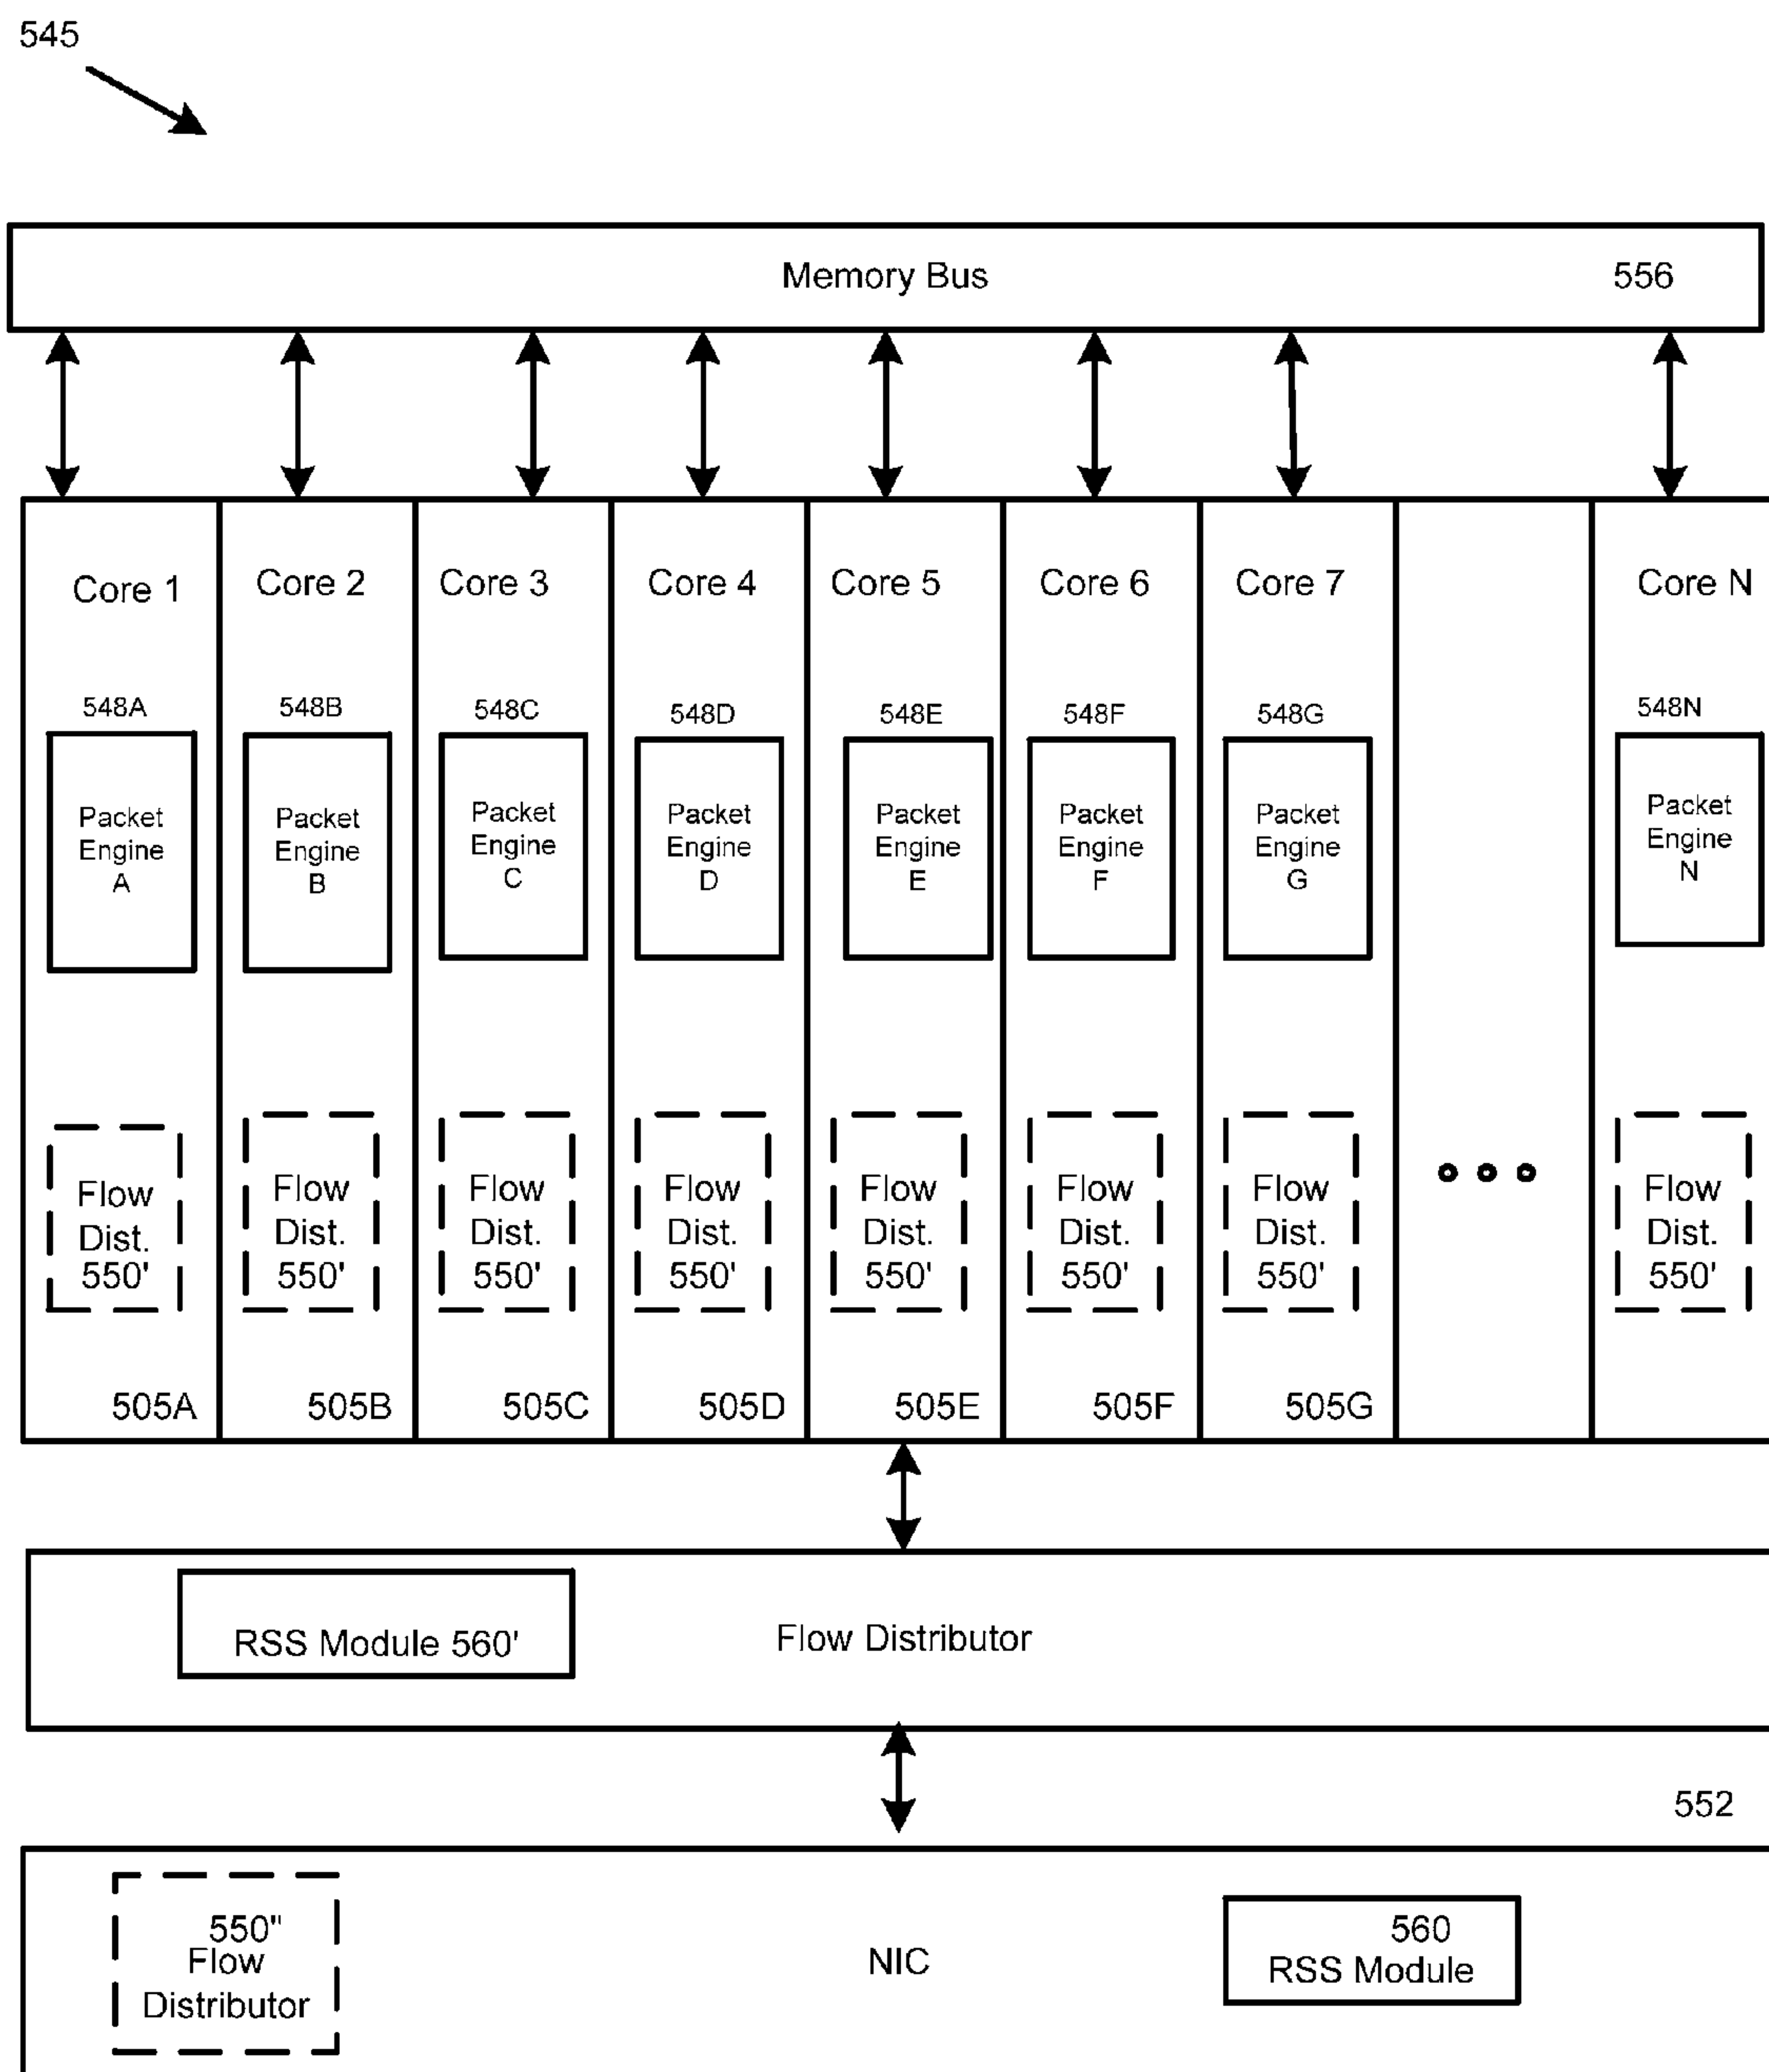 545
Memory Bus 556
Core 1 Core 2 Core 3 Core 4 Core 5 Core 6 Core 7 Core N
548A 548B 548C 548D 548E 548F 548G 548N
Packet Packet Packet Packet Packet Packet Packet Packet
Engine Engine Engine Engine Engine Engine Engine Engine
A B C D E F G N
Flow Flow Flow Flow Flow Flow Flow Flow
Dist. Dist. Dist. Dist. Dist. Dist. Dist. Dist.
550' 550' 550' 550' 550' 550' 550' 550'
505A 505B 505C 505D 505E 505F 505G
RSS Module 560' Flow Distributor
552
550"
Flow
Distributor
NIC
560
RSS Module